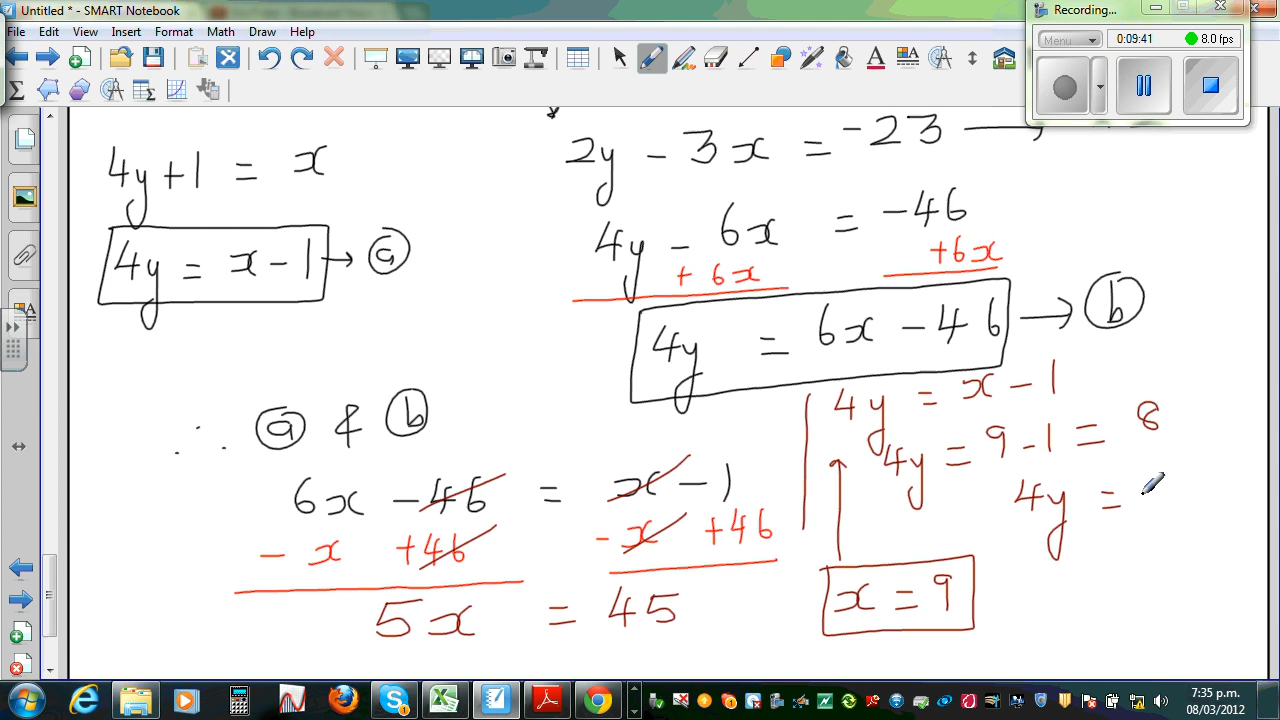 Untitled * - SMART Notebook
File Edit View Insert Format Math Draw Help
Recording...
Menu 0:09:41 8.0 fps
4y+1 = x
4y = x-1 → a
2y - 3x = -23 →
4y - 6x = -46
+ 6x +6x
4y = 6x - 46 → b
∴ a & b
6x - 46 = x - 1
- x +46 - x +46
5x = 45
4y = x - 1
4y = 9 - 1 = 8
4y =
x = 9
7:35 p.m.
08/03/2012